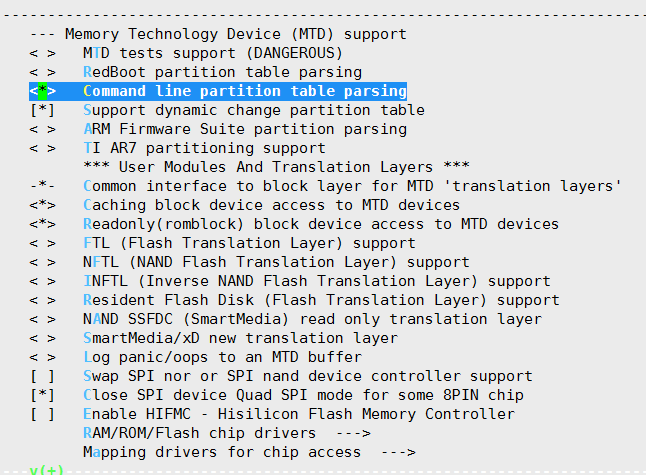 --- Memory Technology Device (MTD) support
< > MTD tests support (DANGEROUS)
< > RedBoot partition table parsing
<*> Command line partition table parsing
[*] Support dynamic change partition table
< > ARM Firmware Suite partition parsing
< > TI AR7 partitioning support
*** User Modules And Translation Layers ***
-*- Common interface to block layer for MTD 'translation layers'
<*> Caching block device access to MTD devices
<*> Readonly(romblock) block device access to MTD devices
< > FTL (Flash Translation Layer) support
< > NFTL (NAND Flash Translation Layer) support
< > INFTL (Inverse NAND Flash Translation Layer) support
< > Resident Flash Disk (Flash Translation Layer) support
< > NAND SSFDC (SmartMedia) read only translation layer
< > SmartMedia/xD new translation layer
< > Log panic/oops to an MTD buffer
[ ] Swap SPI nor or SPI nand device controller support
[*] Close SPI device Quad SPI mode for some 8PIN chip
[ ] Enable HIFMC - Hisilicon Flash Memory Controller
RAM/ROM/Flash chip drivers --->
Mapping drivers for chip access --->
v(+)